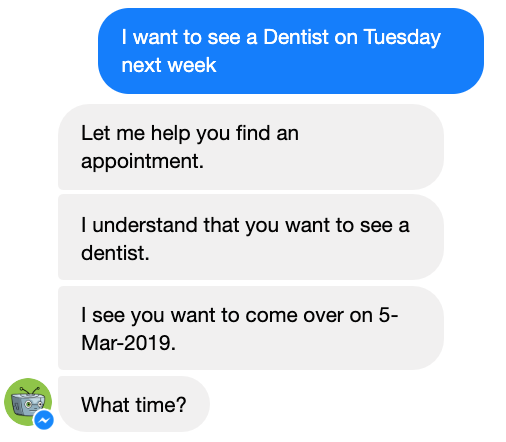 I want to see a Dentist on Tuesday
next week
Let me help you find an
appointment.
I understand that you want to see a
dentist.
I see you want to come over on 5-
Mar-2019.
What time?